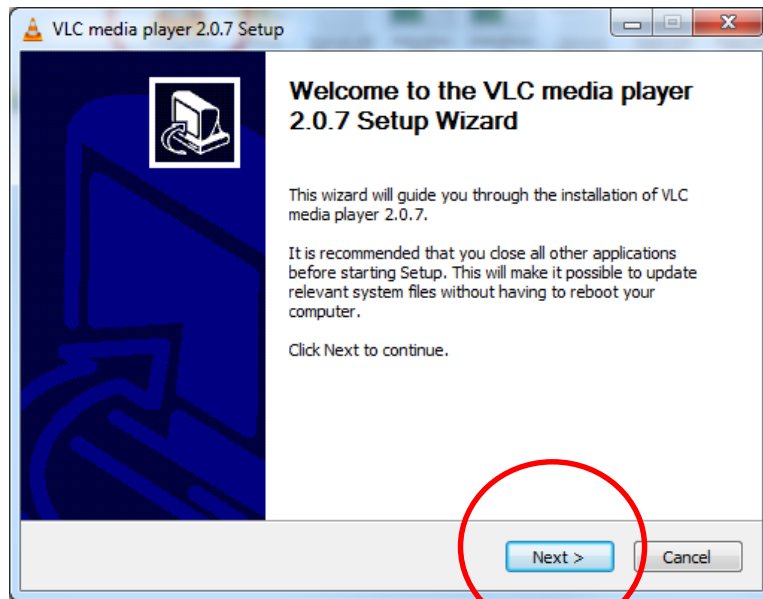 VLC media player 2.0.7 Setup
Welcome to the VLC media player
2.0.7 Setup Wizard
This wizard will guide you through the installation of VLC
media player 2.0.7.
It is recommended that you close all other applications
before starting Setup. This will make it possible to update
relevant system files without having to reboot your
computer.
Click Next to continue.
Next >
Cancel